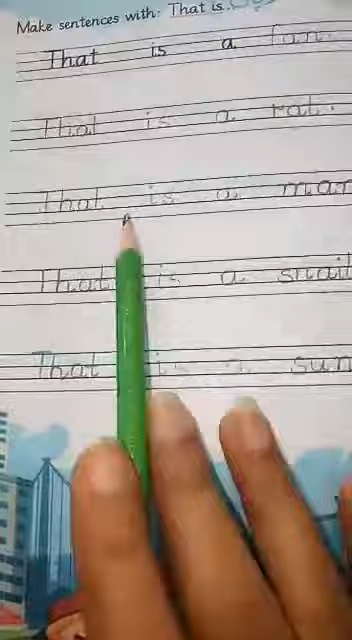 Make sentences with: That is..
That is a fan.
That is a rat.
That is a man
That is a snail
That is a sun